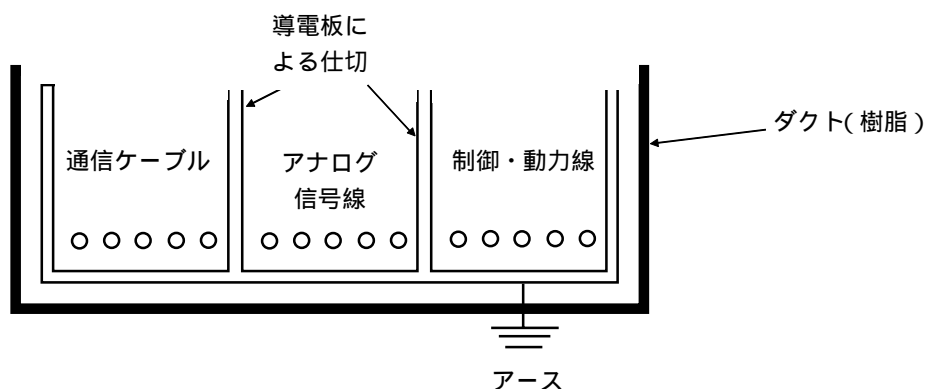 導電板に
よる仕切
ダクト(樹脂)
通信ケーブル
アナログ
信号線
制御・動力線
アース